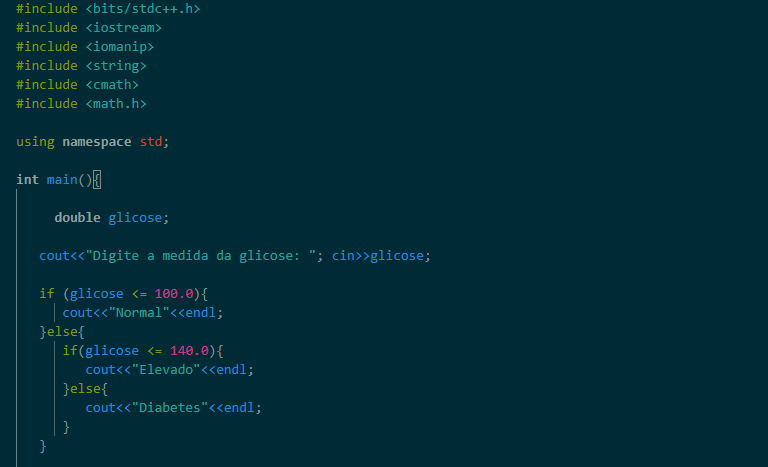 #include <bits/stdc++.h>
#include <iostream>
#include <iomanip>
#include <string>
#include <cmath>
#include <math.h>
using namespace std;
int main(){
double glicose;
cout<<"Digite a medida da glicose: "; cin>>glicose;
if (glicose <= 100.0){
cout<<"Normal"<<endl;
}else{
if(glicose <= 140.0){
cout<<"Elevado"<<endl;
}else{
cout<<"Diabetes"<<endl;
}
}